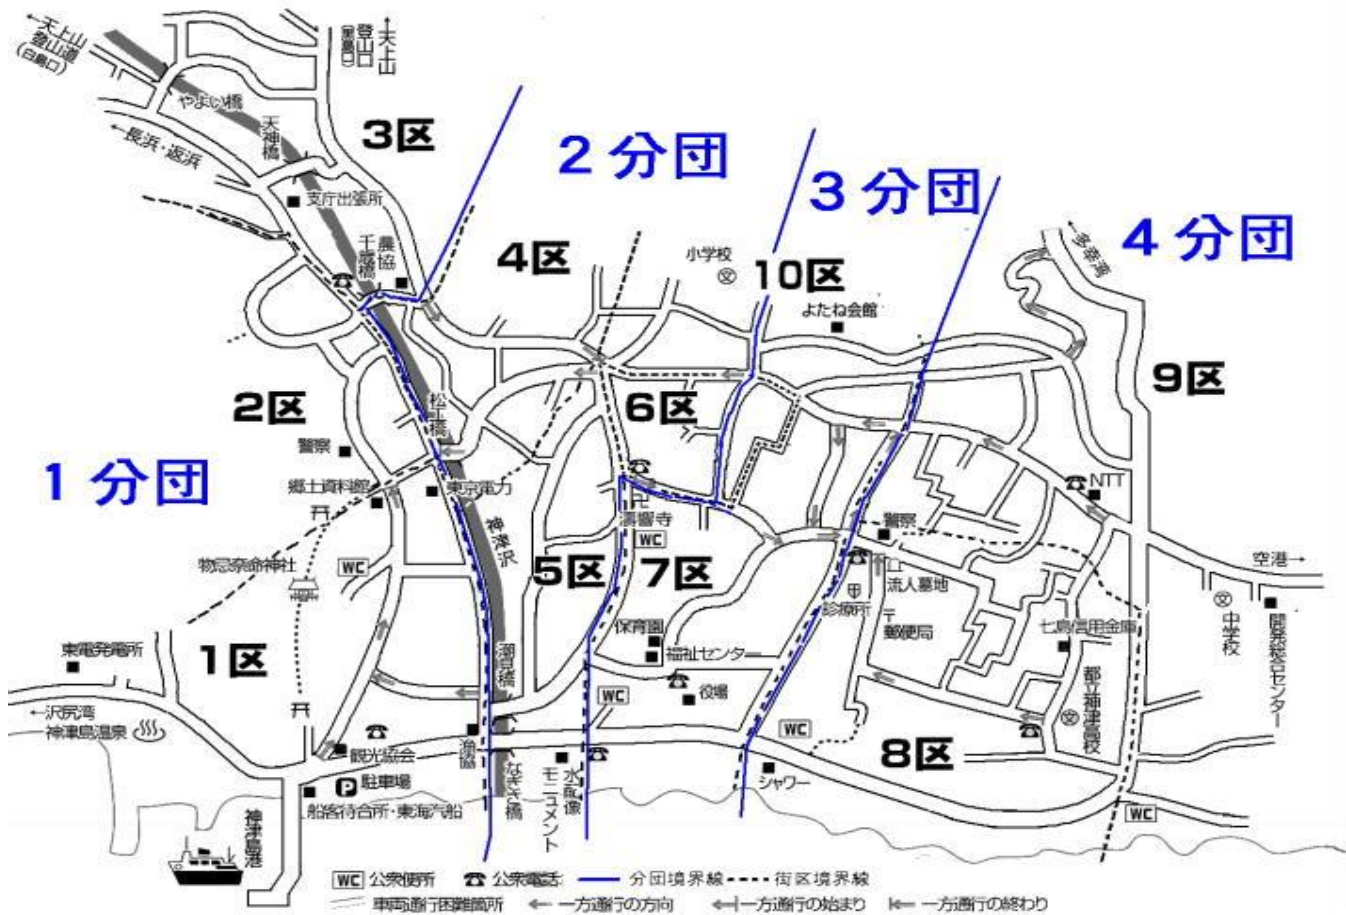 ←天上山
登山道
(白島口)
←天上山
登山口
(黒島口)
やよい橋
天神橋
←長浜・返浜
3区
2分団
3分団
4分団
支庁出張所
農協
千歳橋
4区
小学校
10区
よたね会館
←多幸湾
9区
2区
6区
松上橋
警察
1分団
郷土資料館
東京電力
濤響寺
WC
NTT
警察
空港→
物忌奈命神社
WC
5区
7区
流人墓地
診療所
郵便局
中学校
開発総合センター
保育園
福祉センター
七島信用金庫
東電発電所
1区
WC
役場
都立神津高校
←沢尻湾
神津島温泉
観光協会
漁協
WC
8区
P 駐車場
なぎさ橋
水配像
モニュメント
シャワー
船客待合所・東海汽船
神津島港
WC
WC 公衆便所
公衆電話
分団境界線
街区境界線
車両通行困難箇所
一方通行の方向
一方通行の始まり
一方通行の終わり